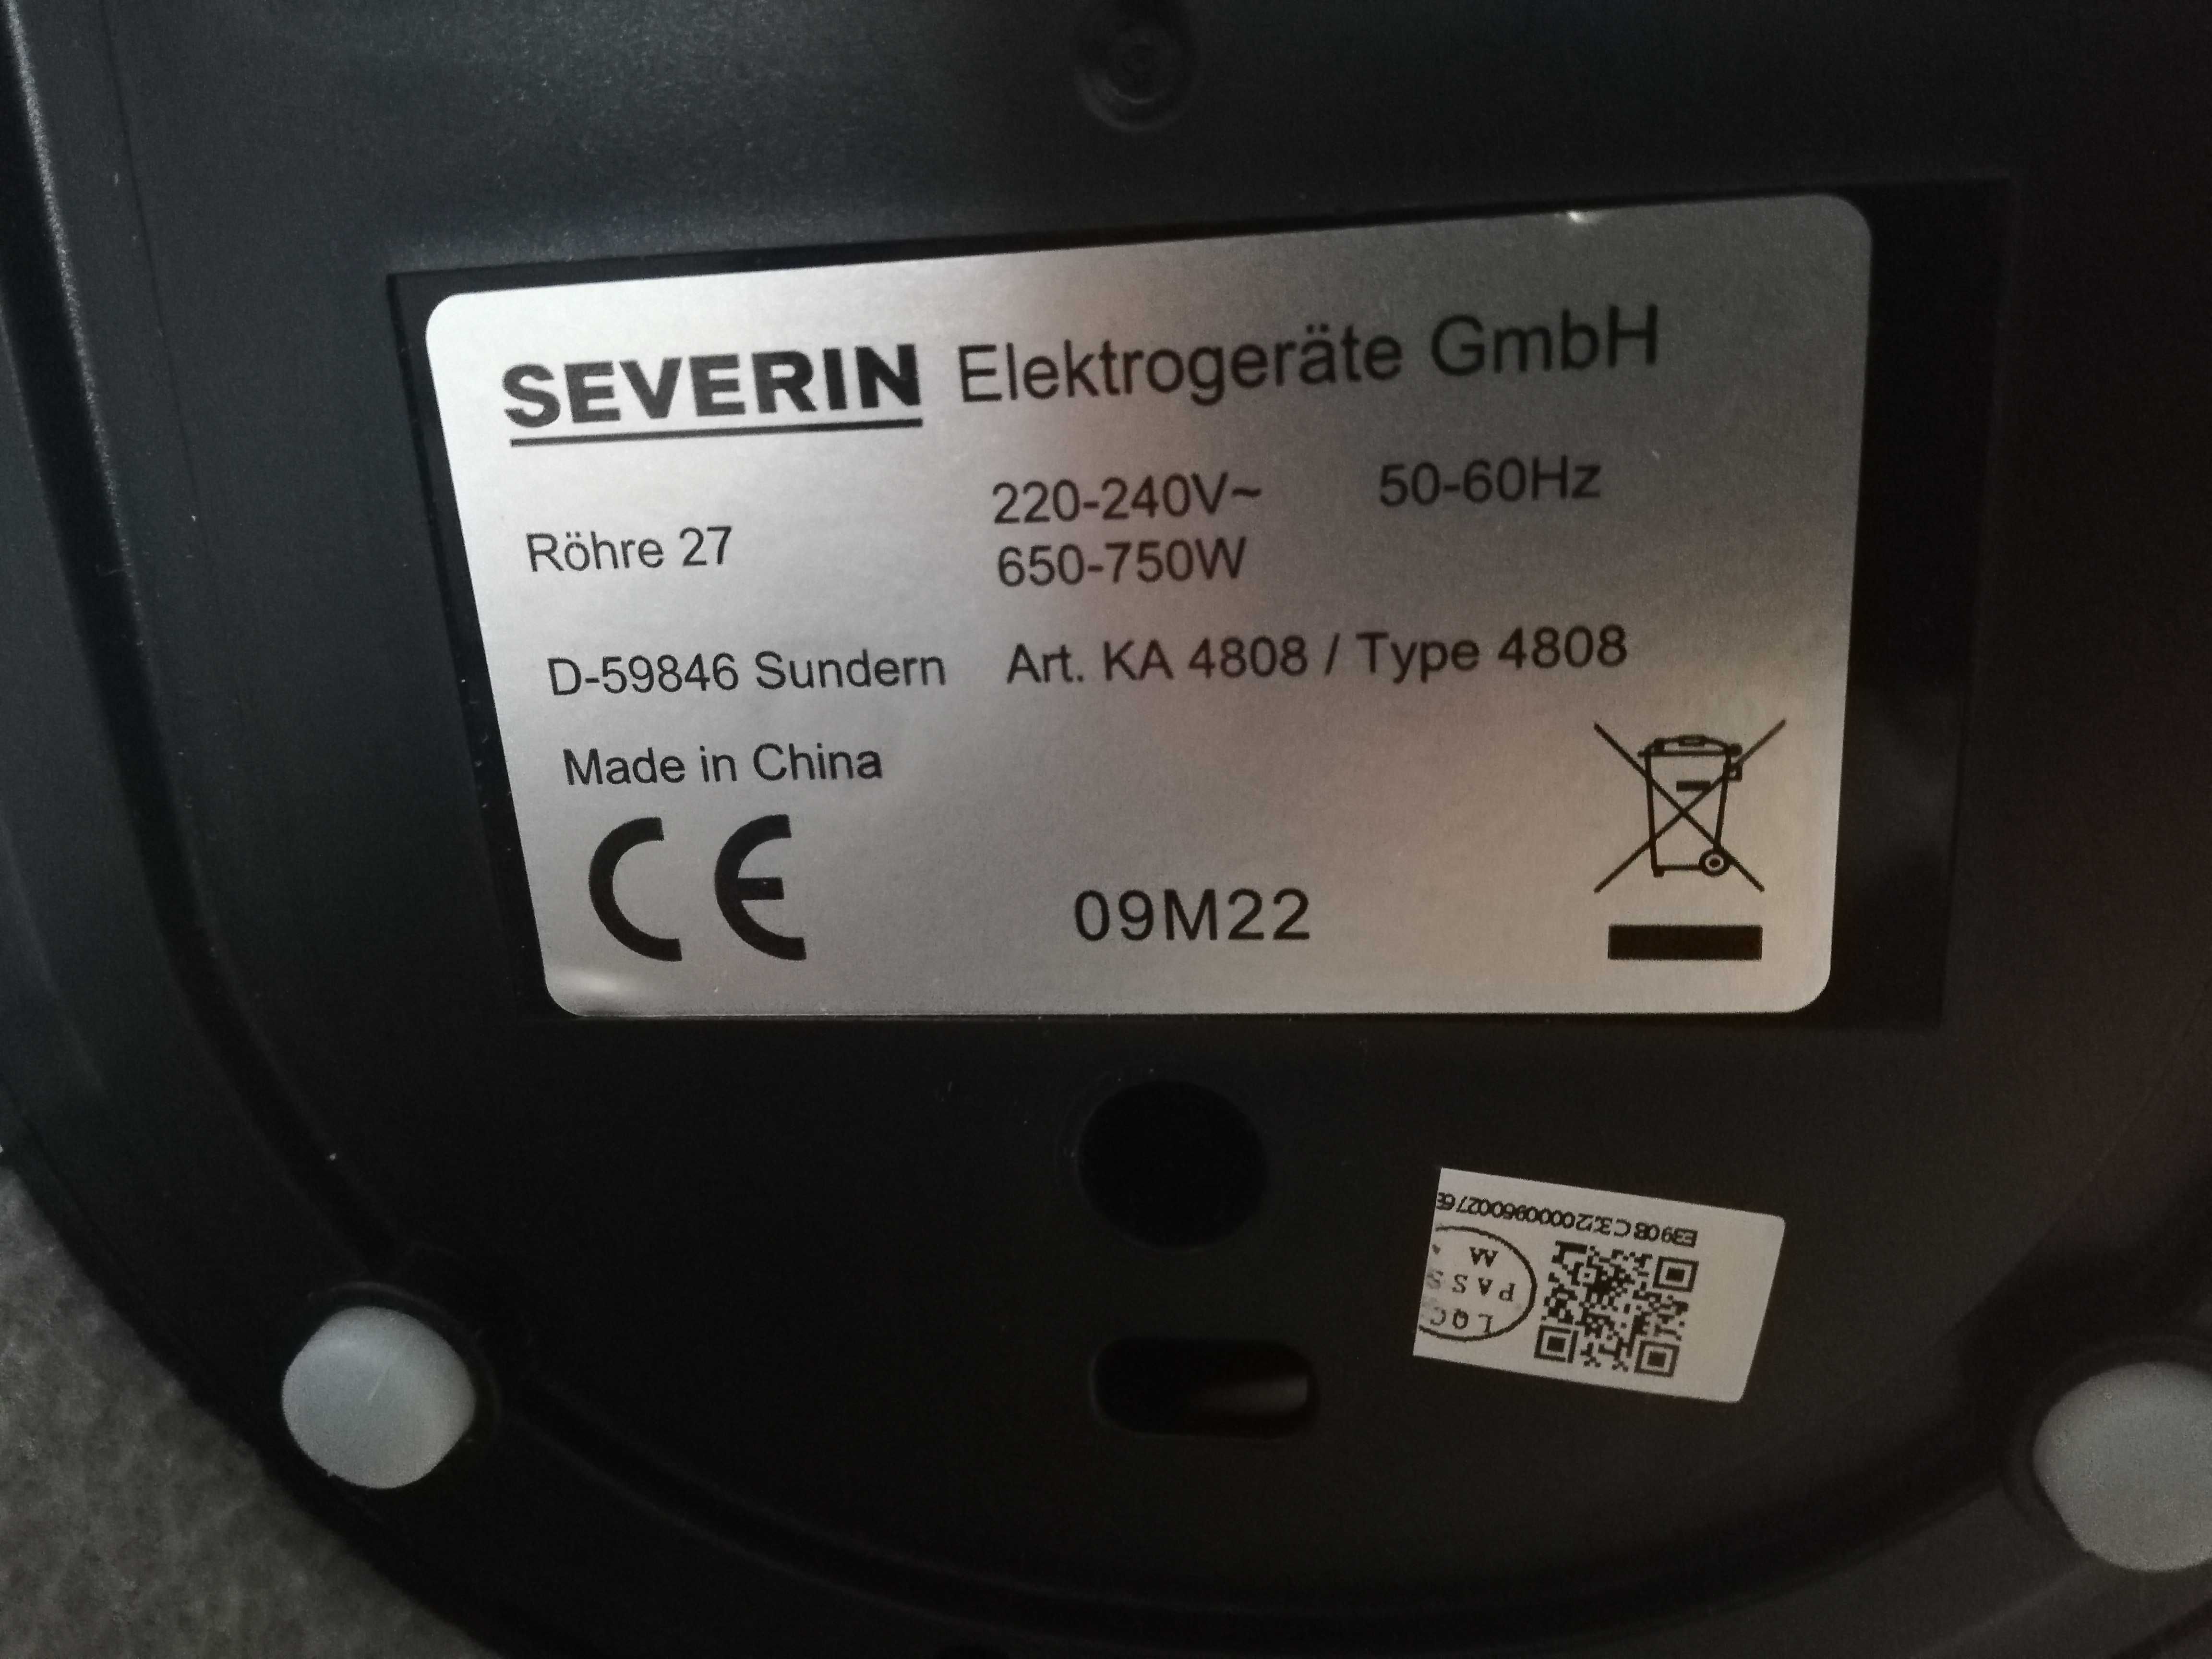 SEVERIN Elektrogeräte GmbH
220-240V~ 50-60Hz
Röhre 27 650-750W
D-59846 Sundern Art. KA 4808 / Type 4808
Made in China
CE
09M22
PASS